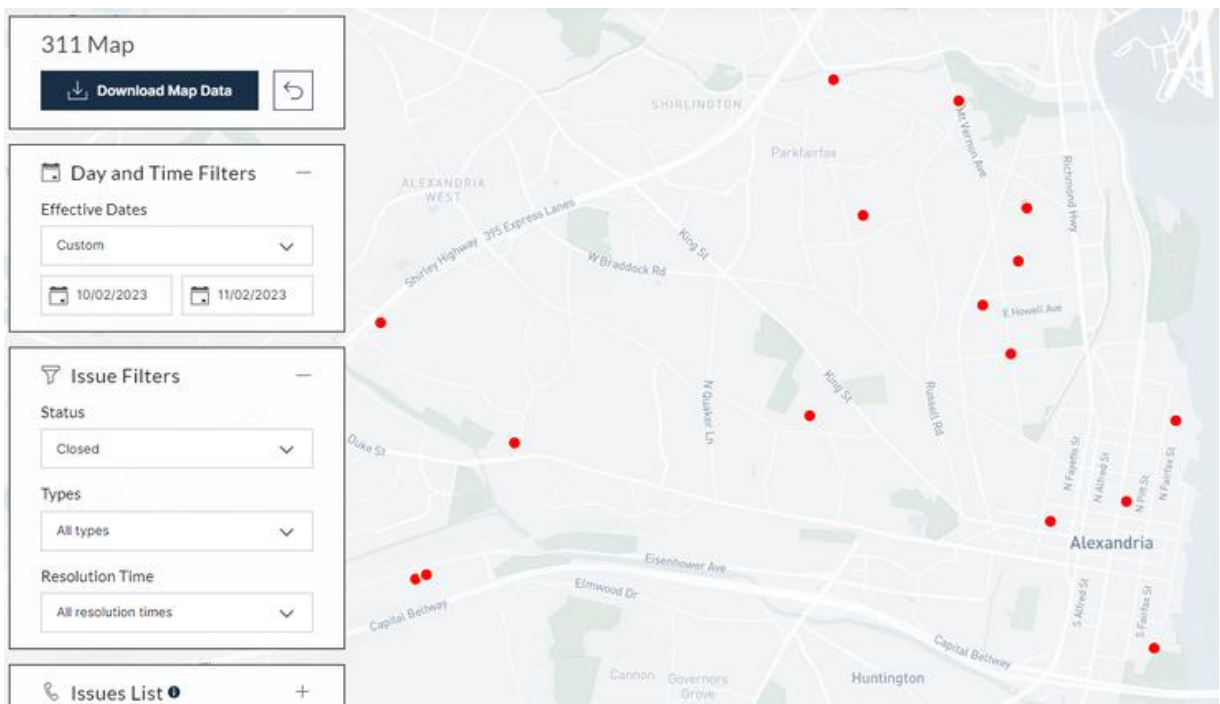 311 Map
Download Map Data
Day and Time Filters
Effective Dates
Custom
10/02/2023
11/02/2023
Issue Filters
Status
Closed
Types
All types
Resolution Time
All resolution times
Issues List
SHIRLINGTON
Mt Vernon Ave
Parkfairfax
Richmond Hwy
ALEXANDRIA
WEST
Shirley Highway
395 Express Lanes
King St
W Braddock Rd
E Howell Ave
King St
N Quaker Ln
Russell Rd
Duke St
N Fayette St
N Alfred St
N Pitt St
N Fairfax St
Alexandria
Eisenhower Ave
Elmwood Dr
Capital Beltway
S Alfred St
S Fairfax St
Capital Beltway
Cannon
Governors
Grove
Huntington